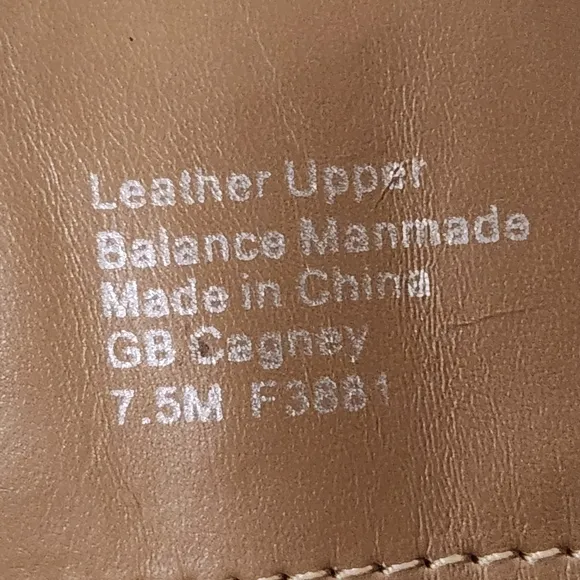 Leather Upper
Balance Manmade
Made in China
GB Cagney
7.5M F3881